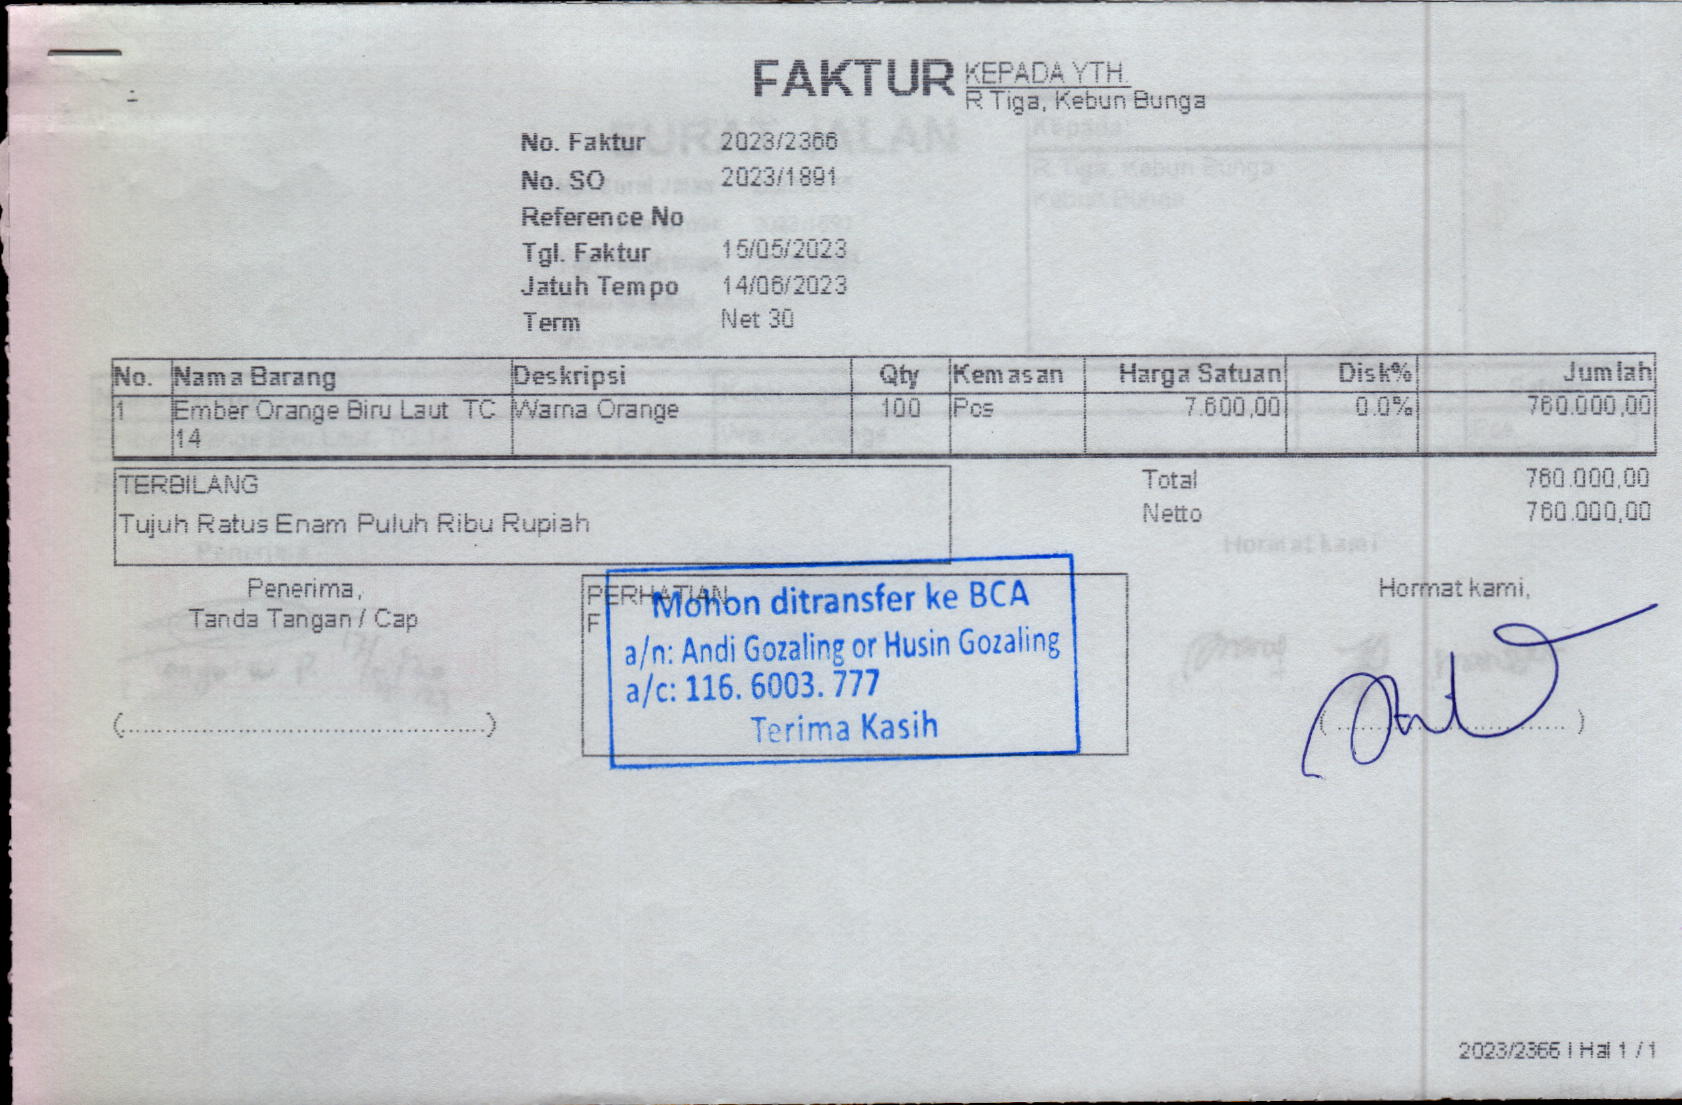 FAKTUR
KEPADA YTH.
R Tiga, Kebun Bunga
No. Faktur 2023/2366
No. SO 2023/1891
Reference No
Tgl. Faktur 15/05/2023
Jatuh Tempo 14/06/2023
Term Net 30
No. Nama Barang Deskripsi Qty Kemasan Harga Satuan Disk% Jumlah
1 Ember Orange Biru Laut TC Warna Orange 100 Pcs 7.600,00 0.0% 760.000,00
14
TERBILANG
Tujuh Ratus Enam Puluh Ribu Rupiah
Total 760.000,00
Netto 760.000,00
Penerima,
Tanda Tangan / Cap
(..............................................)
PERHATIAN
F
Mohon ditransfer ke BCA
a/n: Andi Gozaling or Husin Gozaling
a/c: 116. 6003. 777
Terima Kasih
Hormat kami,
2023/2366 | Hal 1 / 1